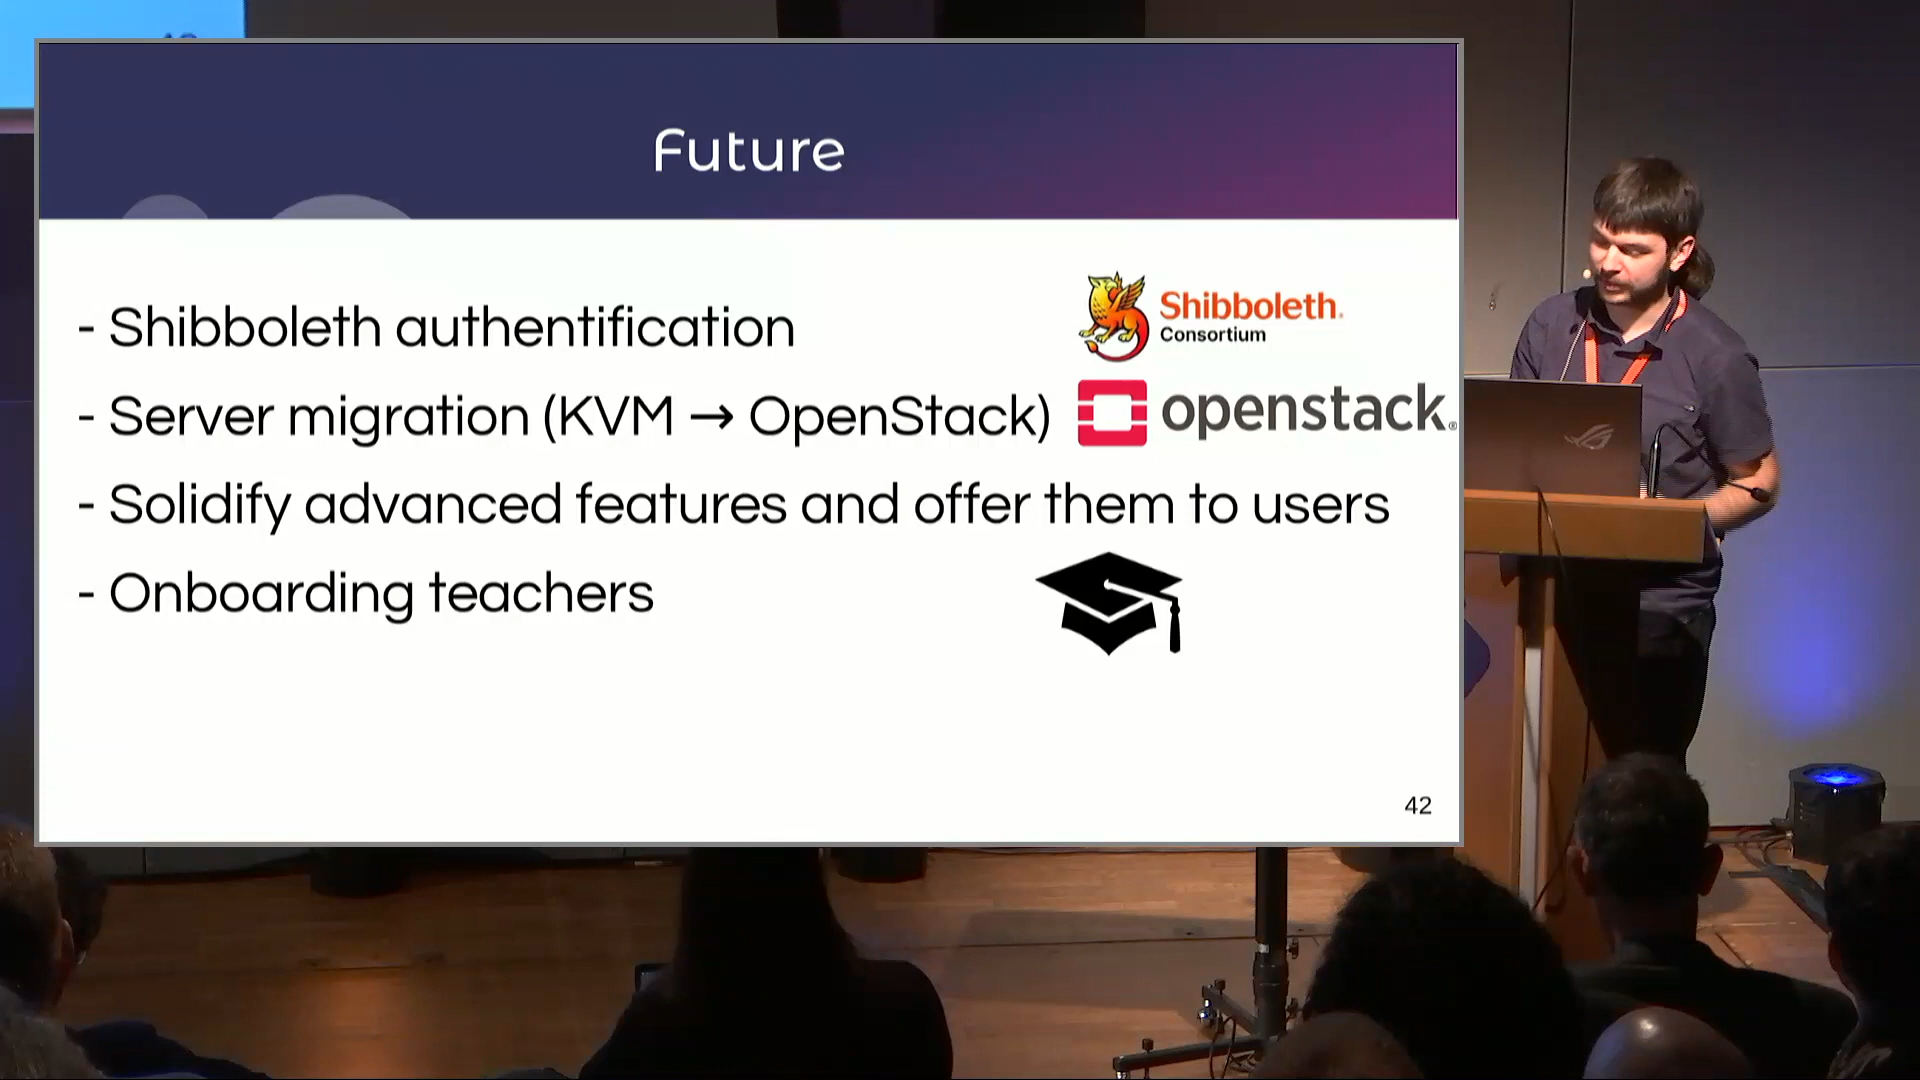 Future
- Shibboleth authentification
Shibboleth.
Consortium
- Server migration (KVM → OpenStack)
openstack.®
- Solidify advanced features and offer them to users
- Onboarding teachers
42